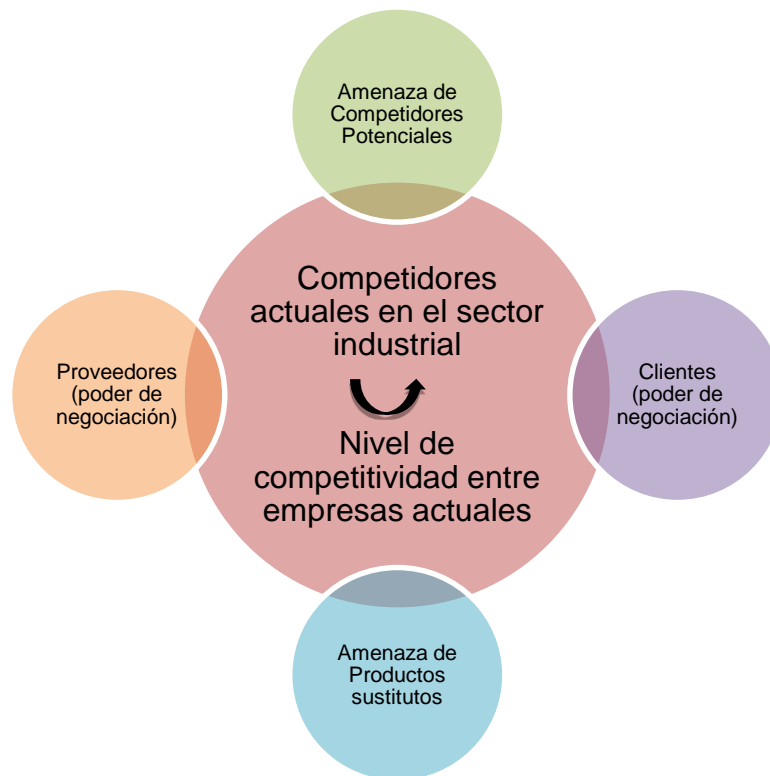 Amenaza de
Competidores
Potenciales
Competidores
actuales en el sector
industrial
Proveedores
(poder de
negociación)
Clientes
(poder de
negociación)
Nivel de
competitividad entre
empresas actuales
Amenaza de
Productos
sustitutos